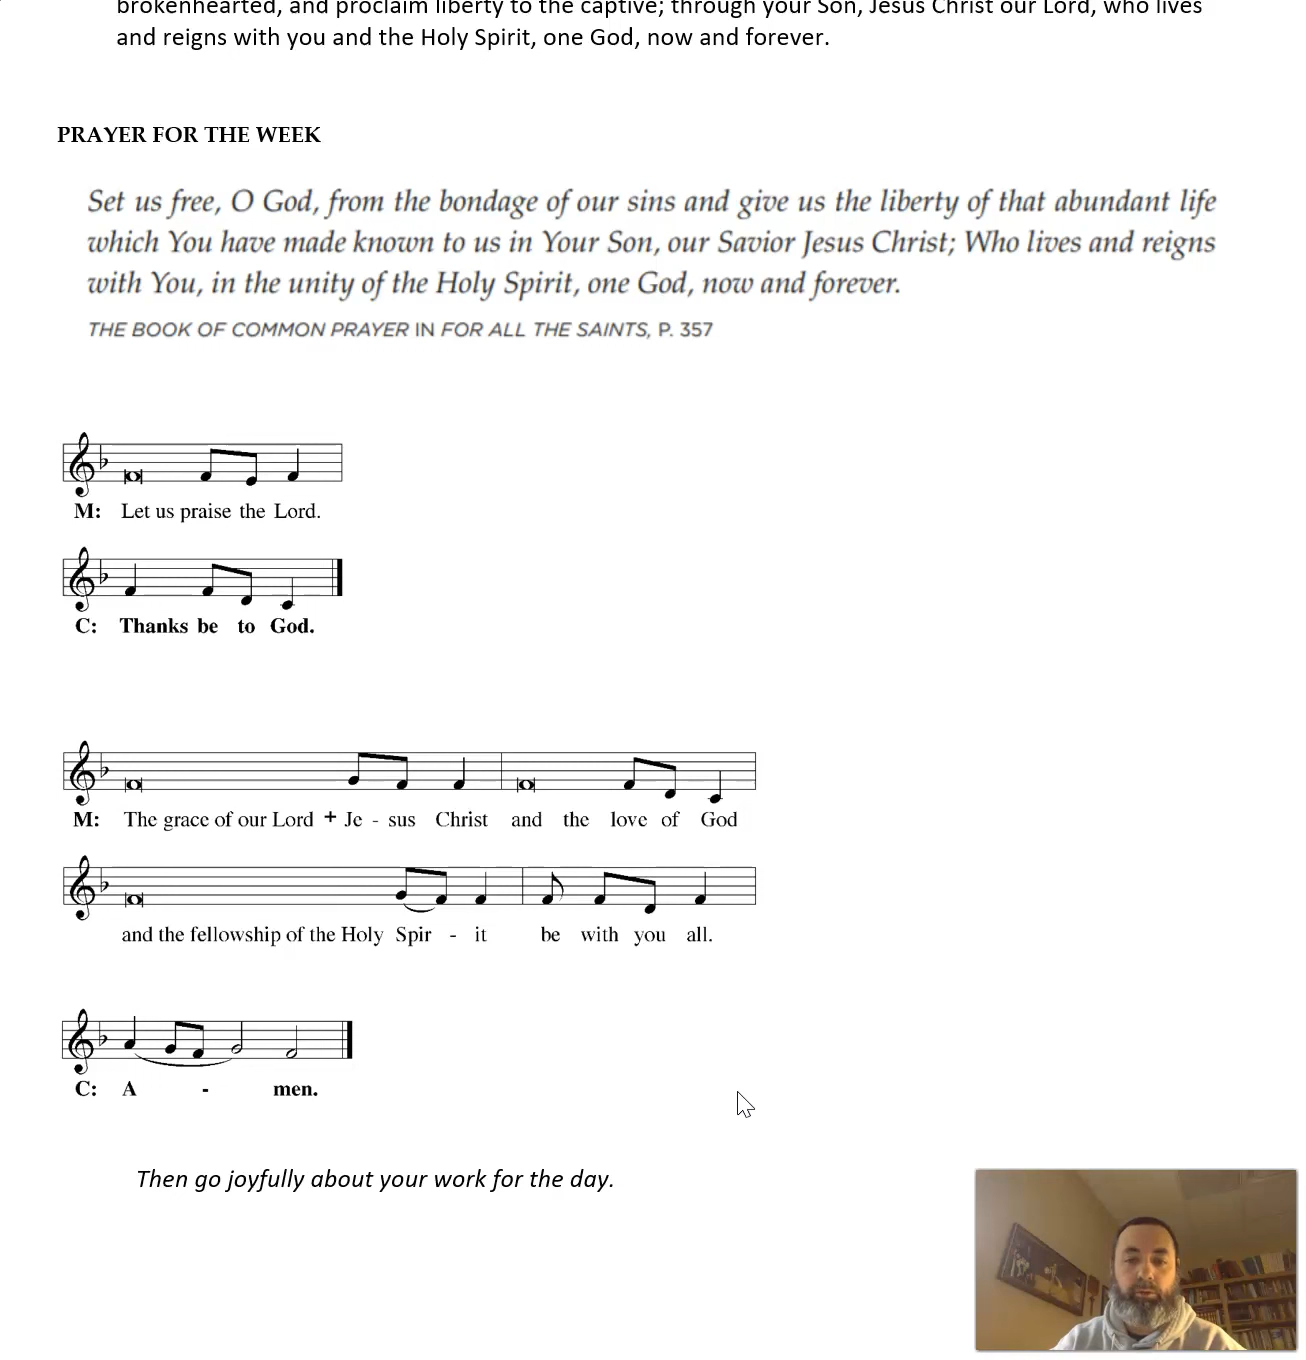 brokenhearted, and proclaim liberty to the captive; through your Son, Jesus Christ our Lord, who lives
and reigns with you and the Holy Spirit, one God, now and forever.
PRAYER FOR THE WEEK
Set us free, O God, from the bondage of our sins and give us the liberty of that abundant life
which You have made known to us in Your Son, our Savior Jesus Christ; Who lives and reigns
with You, in the unity of the Holy Spirit, one God, now and forever.
THE BOOK OF COMMON PRAYER IN FOR ALL THE SAINTS, P. 357
M: Let us praise the Lord.
C: Thanks be to God.
M: The grace of our Lord + Je - sus Christ and the love of God
and the fellowship of the Holy Spir - it be with you all.
C: A - men.
Then go joyfully about your work for the day.